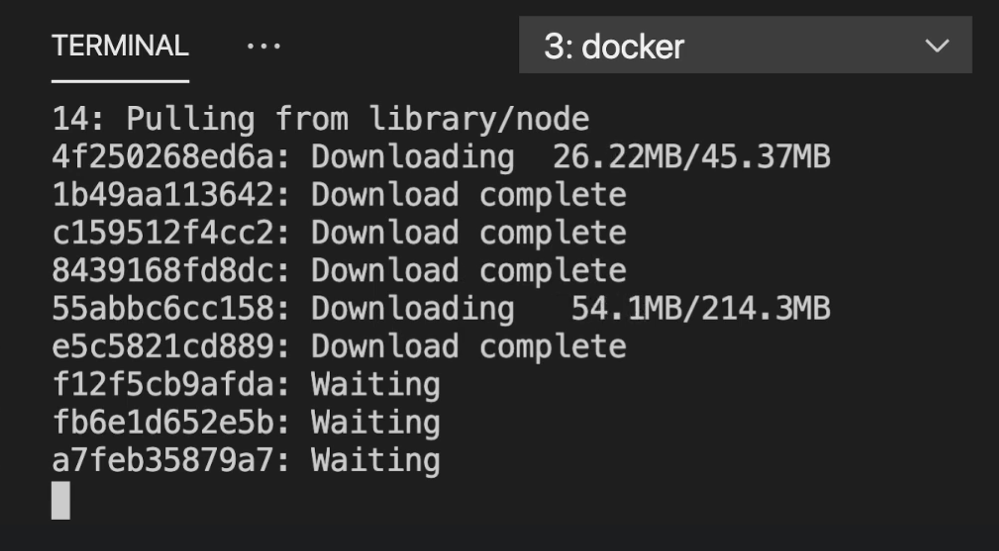 TERMINAL ... 3: docker
14: Pulling from library/node
4f250268ed6a: Downloading 26.22MB/45.37MB
1b49aa113642: Download complete
c159512f4cc2: Download complete
8439168fd8dc: Download complete
55abbc6cc158: Downloading 54.1MB/214.3MB
e5c5821cd889: Download complete
f12f5cb9afda: Waiting
fb6e1d652e5b: Waiting
a7feb35879a7: Waiting